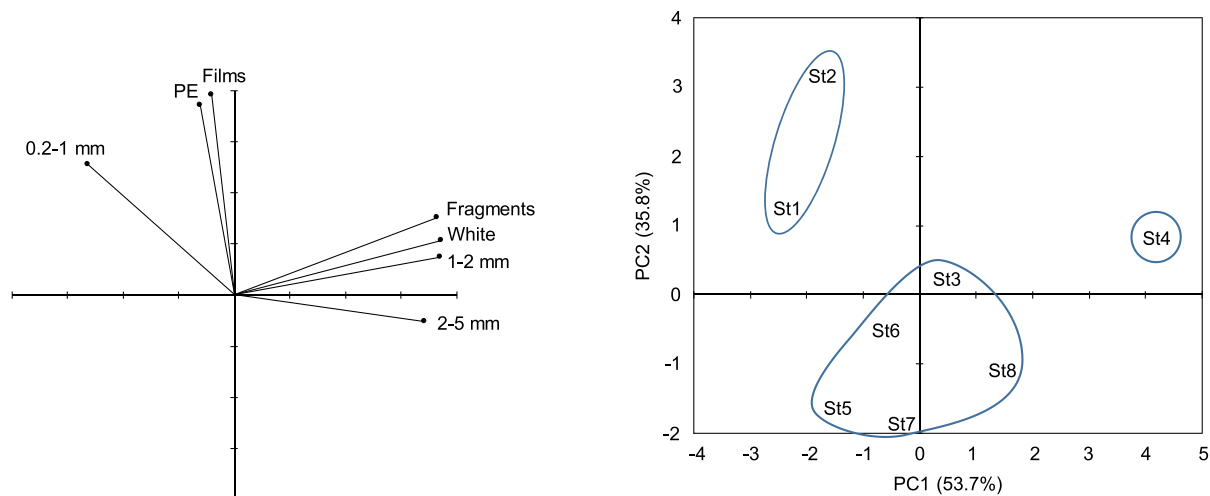 Films
PE
0.2-1 mm
Fragments
White
1-2 mm
2-5 mm
4
3
2
1
0
-1
-2
PC2 (35.8%)
St2
St1
St4
St3
St6
St8
St5
St7
-4 -3 -2 -1 0 1 2 3 4 5
PC1 (53.7%)